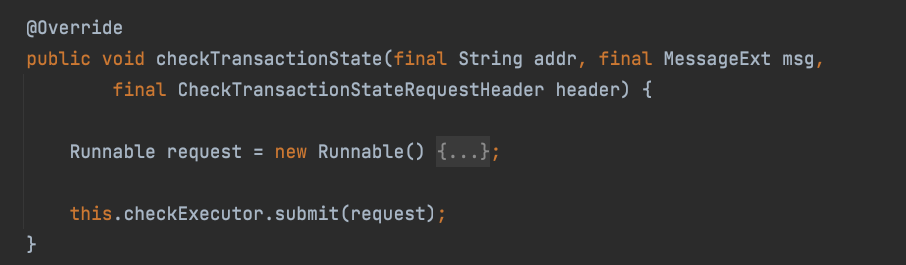 @Override
public void checkTransactionState(final String addr, final MessageExt msg,
final CheckTransactionStateRequestHeader header) {
Runnable request = new Runnable() {...};
this.checkExecutor.submit(request);
}